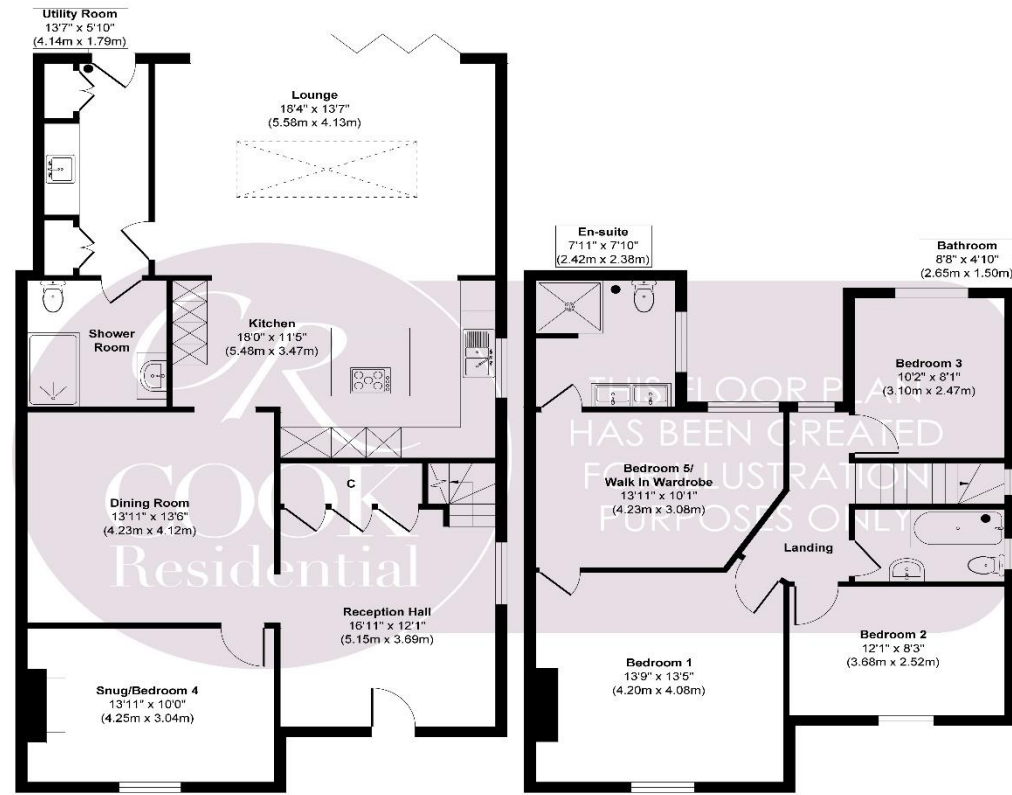 Utility Room
13'7" x 5'10"
(4.14m x 1.79m)
Lounge
18'4" x 13'7"
(5.58m x 4.13m)
Shower
Room
Kitchen
18'0" x 11'5"
(5.48m x 3.47m)
C
Dining Room
13'11" x 13'6"
(4.23m x 4.12m)
Reception Hall
16'11" x 12'1"
(5.15m x 3.69m)
Snug/Bedroom 4
13'11" x 10'0"
(4.25m x 3.04m)
En-suite
7'11" x 7'10"
(2.42m x 2.38m)
Bathroom
8'8" x 4'10"
(2.65m x 1.50m)
Bedroom 3
10'2" x 8'1"
(3.10m x 2.47m)
Bedroom 5/
Walk In Wardrobe
13'11" x 10'1"
(4.23m x 3.08m)
Landing
Bedroom 1
13'9" x 13'5"
(4.20m x 4.08m)
Bedroom 2
12'1" x 8'3"
(3.68m x 2.52m)
CR
COOK
Residential
THIS FLOOR PLAN
HAS BEEN CREATED
FOR ILLUSTRATION
PURPOSES ONLY